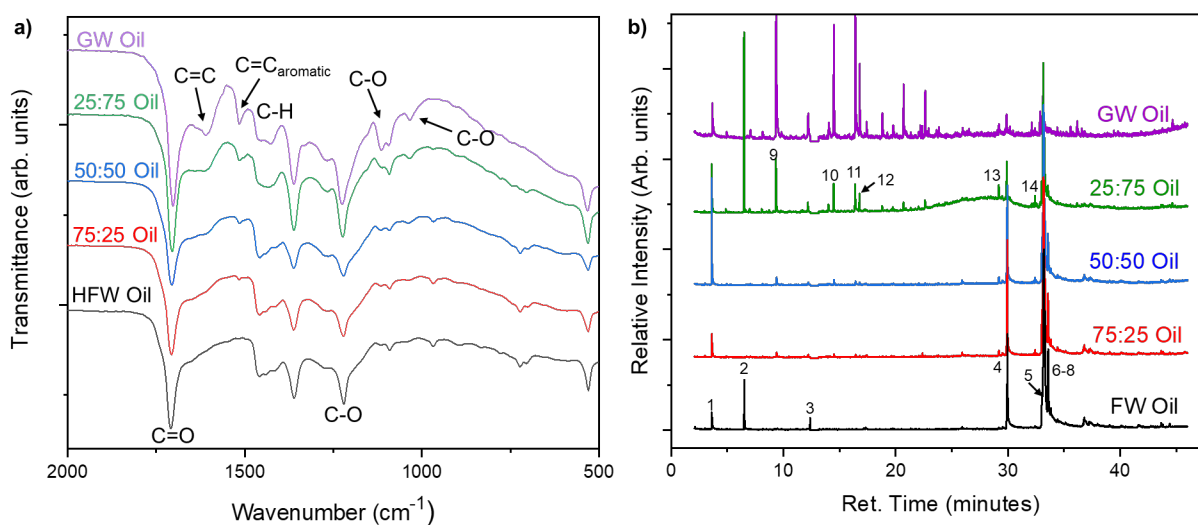 a)
GW Oil
C=C
C=Caromatic
25:75 Oil
C-H
C-O
C-O
50:50 Oil
75:25 Oil
HFW Oil
C=O
C-O
Transmittance (arb. units)
2000
1500
1000
500
Wavenumber (cm⁻¹)
b)
GW Oil
9
25:75 Oil
10
11
12
13
14
50:50 Oil
75:25 Oil
1
2
3
4
5
6-8
FW Oil
Relative Intensity (Arb. units)
0
10
20
30
40
Ret. Time (minutes)